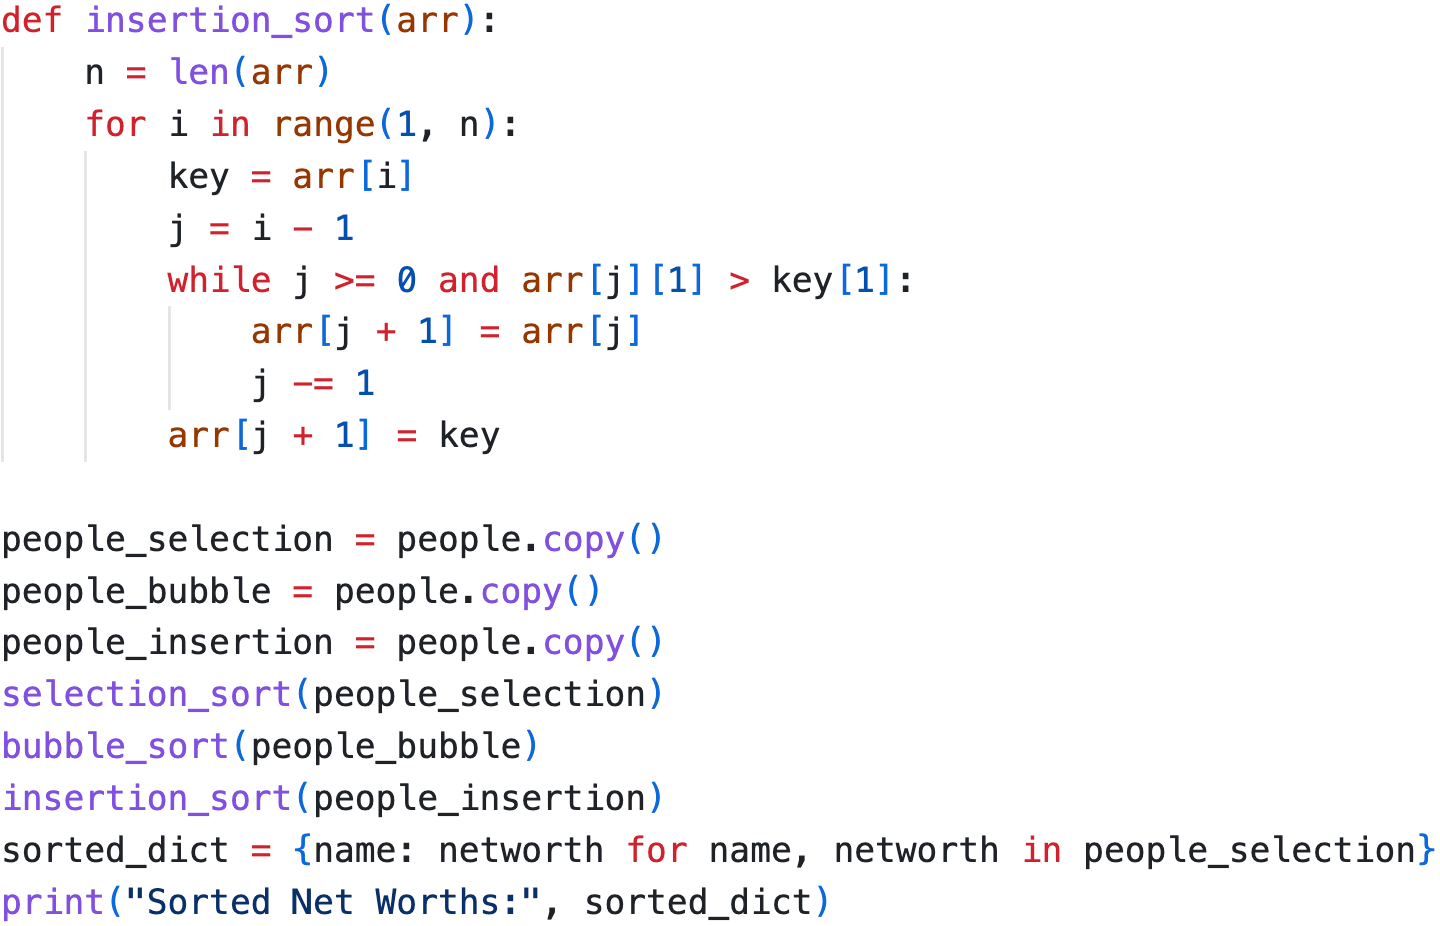 def insertion_sort(arr):
    n = len(arr)
    for i in range(1, n):
        key = arr[i]
        j = i - 1
        while j >= 0 and arr[j][1] > key[1]:
            arr[j + 1] = arr[j]
            j -= 1
        arr[j + 1] = key

people_selection = people.copy()
people_bubble = people.copy()
people_insertion = people.copy()
selection_sort(people_selection)
bubble_sort(people_bubble)
insertion_sort(people_insertion)
sorted_dict = {name: networth for name, networth in people_selection}
print("Sorted Net Worths:", sorted_dict)